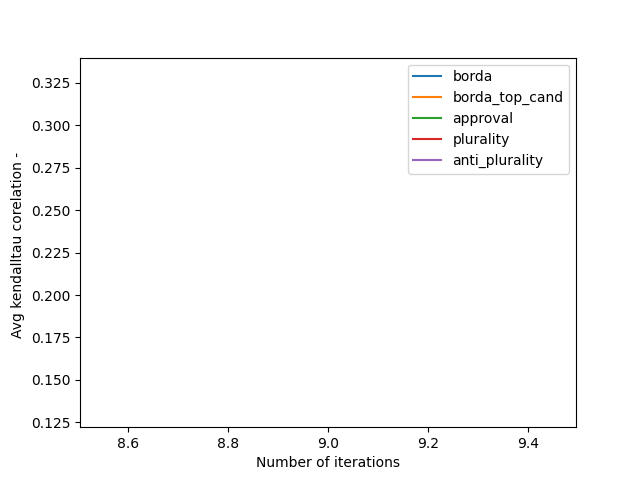 borda
borda_top_cand
approval
plurality
anti_plurality
0.325
0.300
0.275
0.250
0.225
0.200
0.175
0.150
0.125
Avg kendalltau corelation -
8.6 8.8 9.0 9.2 9.4
Number of iterations